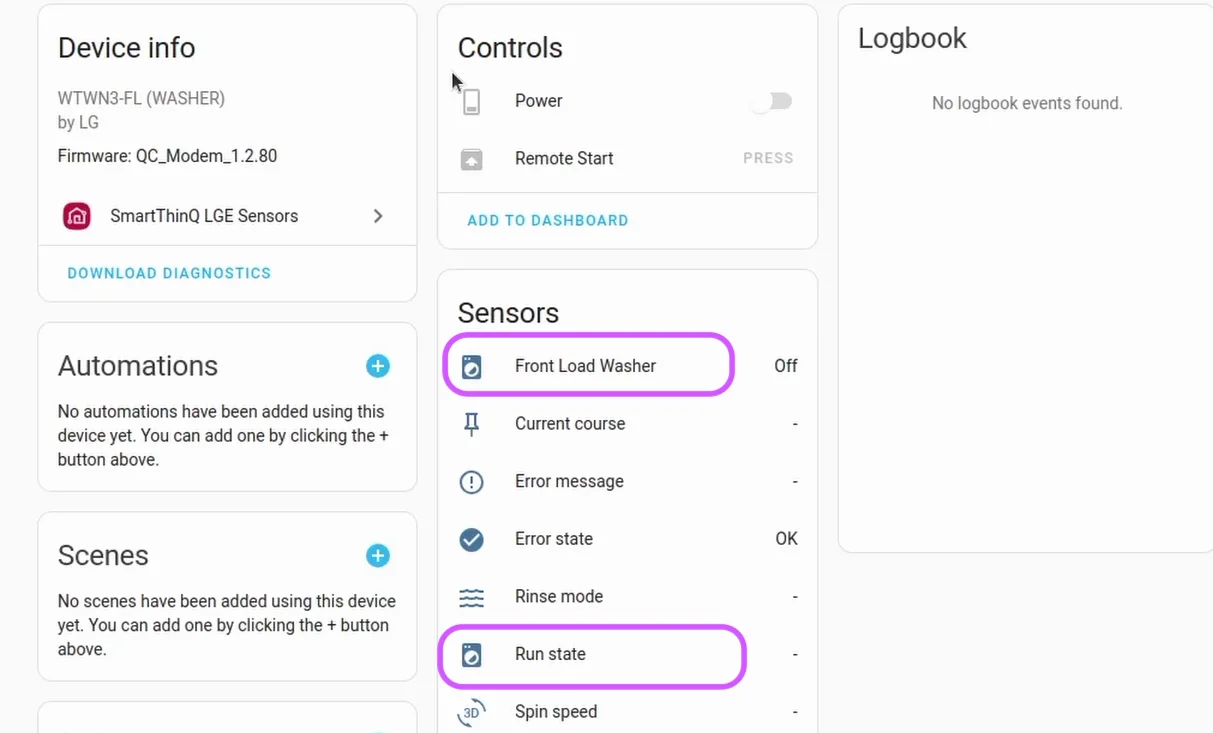 Device info
WTWN3-FL (WASHER)
by LG
Firmware: QC_Modem_1.2.80
SmartThinQ LGE Sensors
DOWNLOAD DIAGNOSTICS
Automations
No automations have been added using this
device yet. You can add one by clicking the +
button above.
Scenes
No scenes have been added using this device
yet. You can add one by clicking the + button
above.
Controls
Power
Remote Start PRESS
ADD TO DASHBOARD
Sensors
Front Load Washer Off
Current course -
Error message -
Error state OK
Rinse mode -
Run state -
3D Spin speed -
Logbook
No logbook events found.